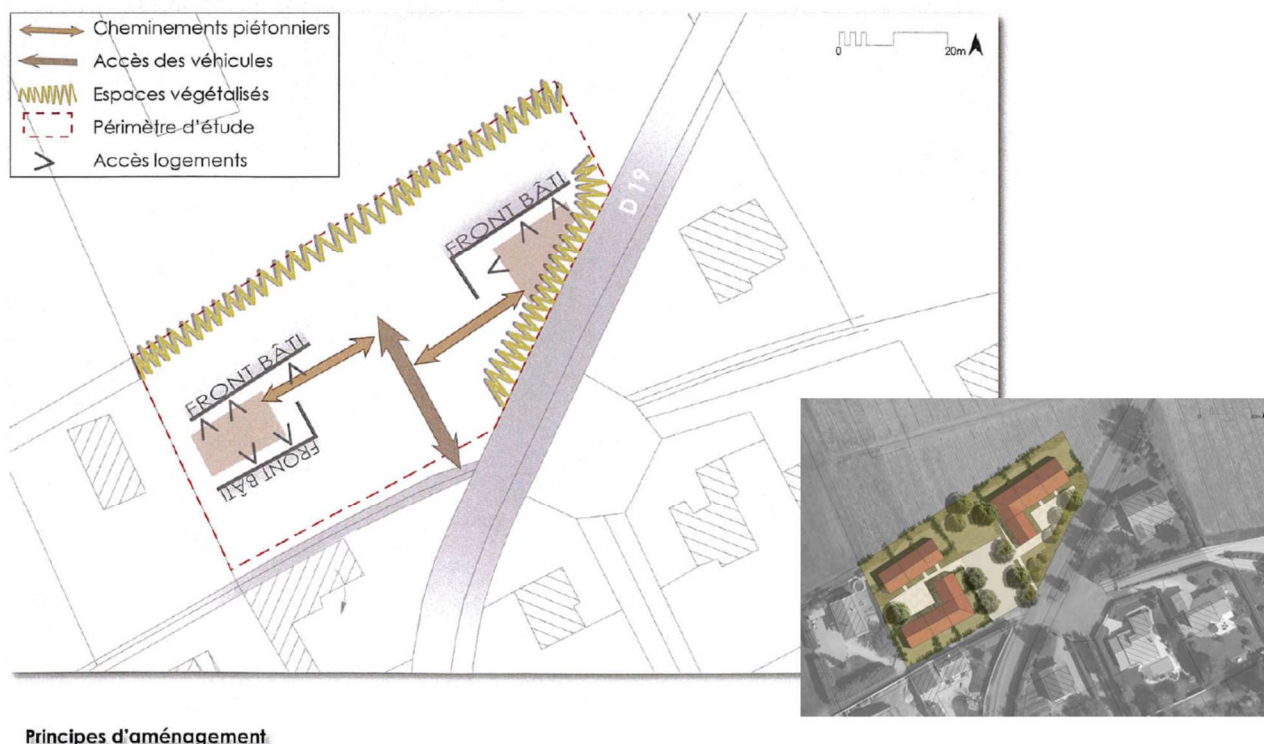 Cheminements piétonniers
Accès des véhicules
Espaces végétalisés
Périmètre d'étude
Accès logements
0 20m
D 19
FRONT BÂTI
FRONT BÂTI
FRONT BÂTI
Principes d'aménagement